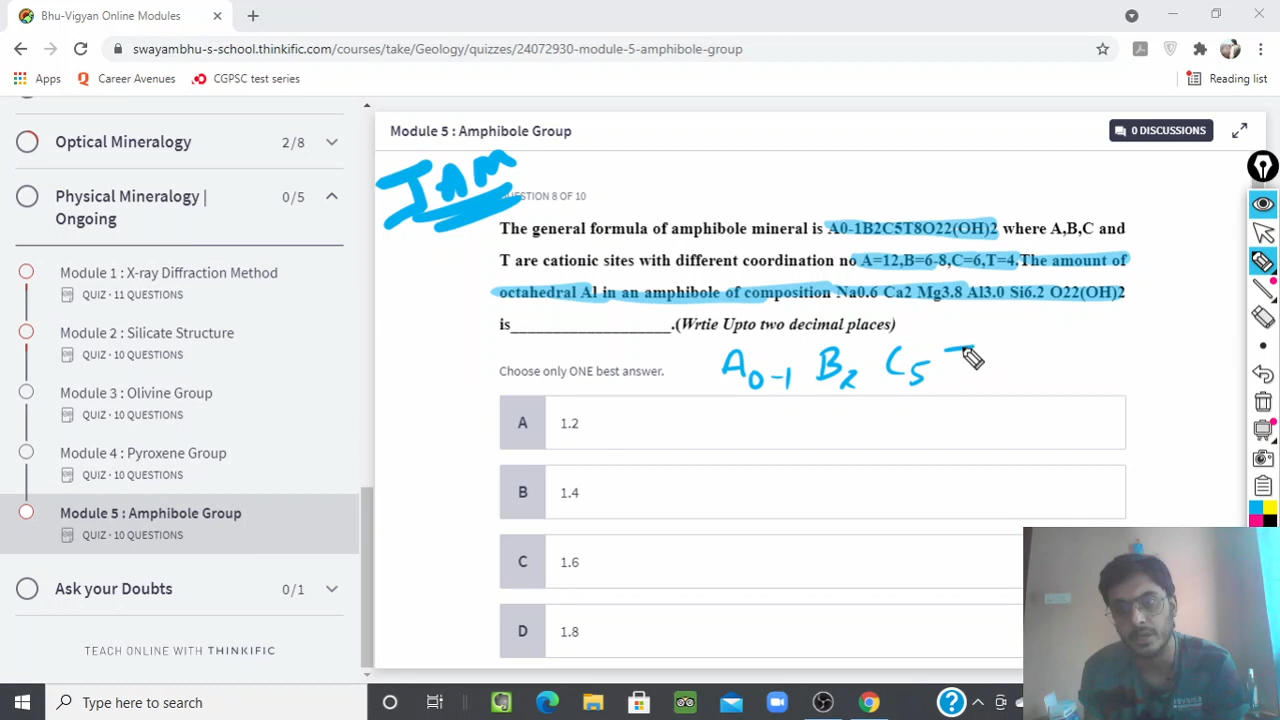 Bhu-Vigyan Online Modules
swayambhu-s-school.thinkific.com/courses/take/Geology/quizzes/24072930-module-5-amphibole-group
Apps
Career Avenues
CGPSC test series
Reading list
Optical Mineralogy
2/8
Physical Mineralogy |
Ongoing
0/5
Module 1 : X-ray Diffraction Method
QUIZ · 11 QUESTIONS
Module 2 : Silicate Structure
QUIZ · 10 QUESTIONS
Module 3 : Olivine Group
QUIZ · 10 QUESTIONS
Module 4 : Pyroxene Group
QUIZ · 10 QUESTIONS
Module 5 : Amphibole Group
QUIZ · 10 QUESTIONS
Ask your Doubts
0/1
TEACH ONLINE WITH THINKIFIC
Module 5 : Amphibole Group
0 DISCUSSIONS
JAM
ESTION 8 OF 10
The general formula of amphibole mineral is A0-1B2C5T8O22(OH)2 where A,B,C and
T are cationic sites with different coordination no A=12,B=6-8,C=6,T=4.The amount of
octahedral Al in an amphibole of composition Na0.6 Ca2 Mg3.8 Al3.0 Si6.2 O22(OH)2
is___________________.(Wrtie Upto two decimal places)
A0-1 B2 C5
Choose only ONE best answer.
A 1.2
B 1.4
C 1.6
D 1.8
Type here to search